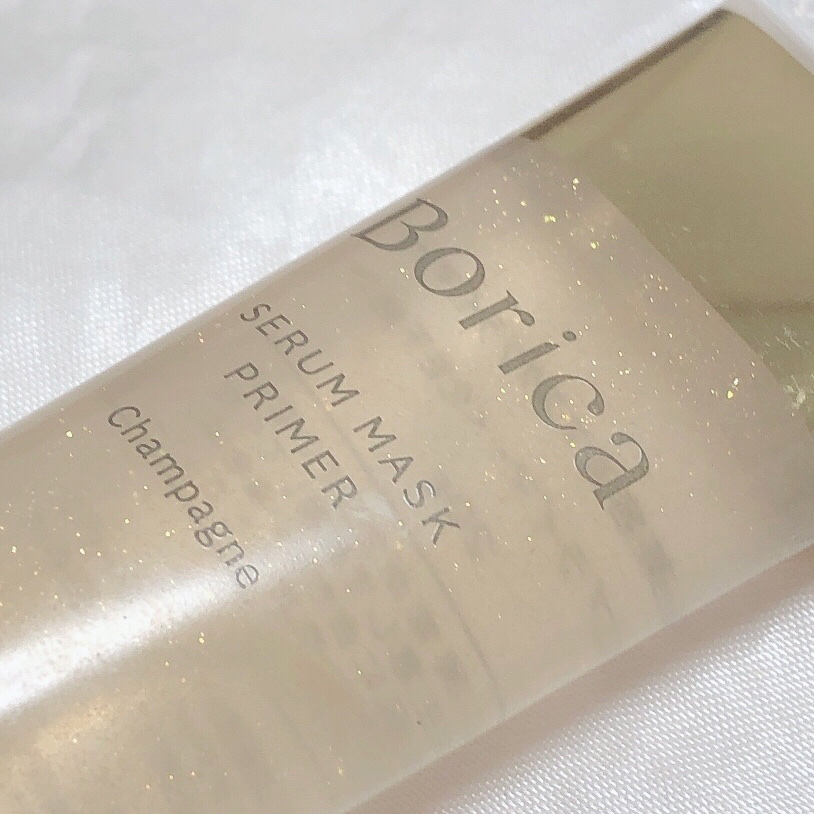 Borica
SERUM MASK
PRIMER
Champagne